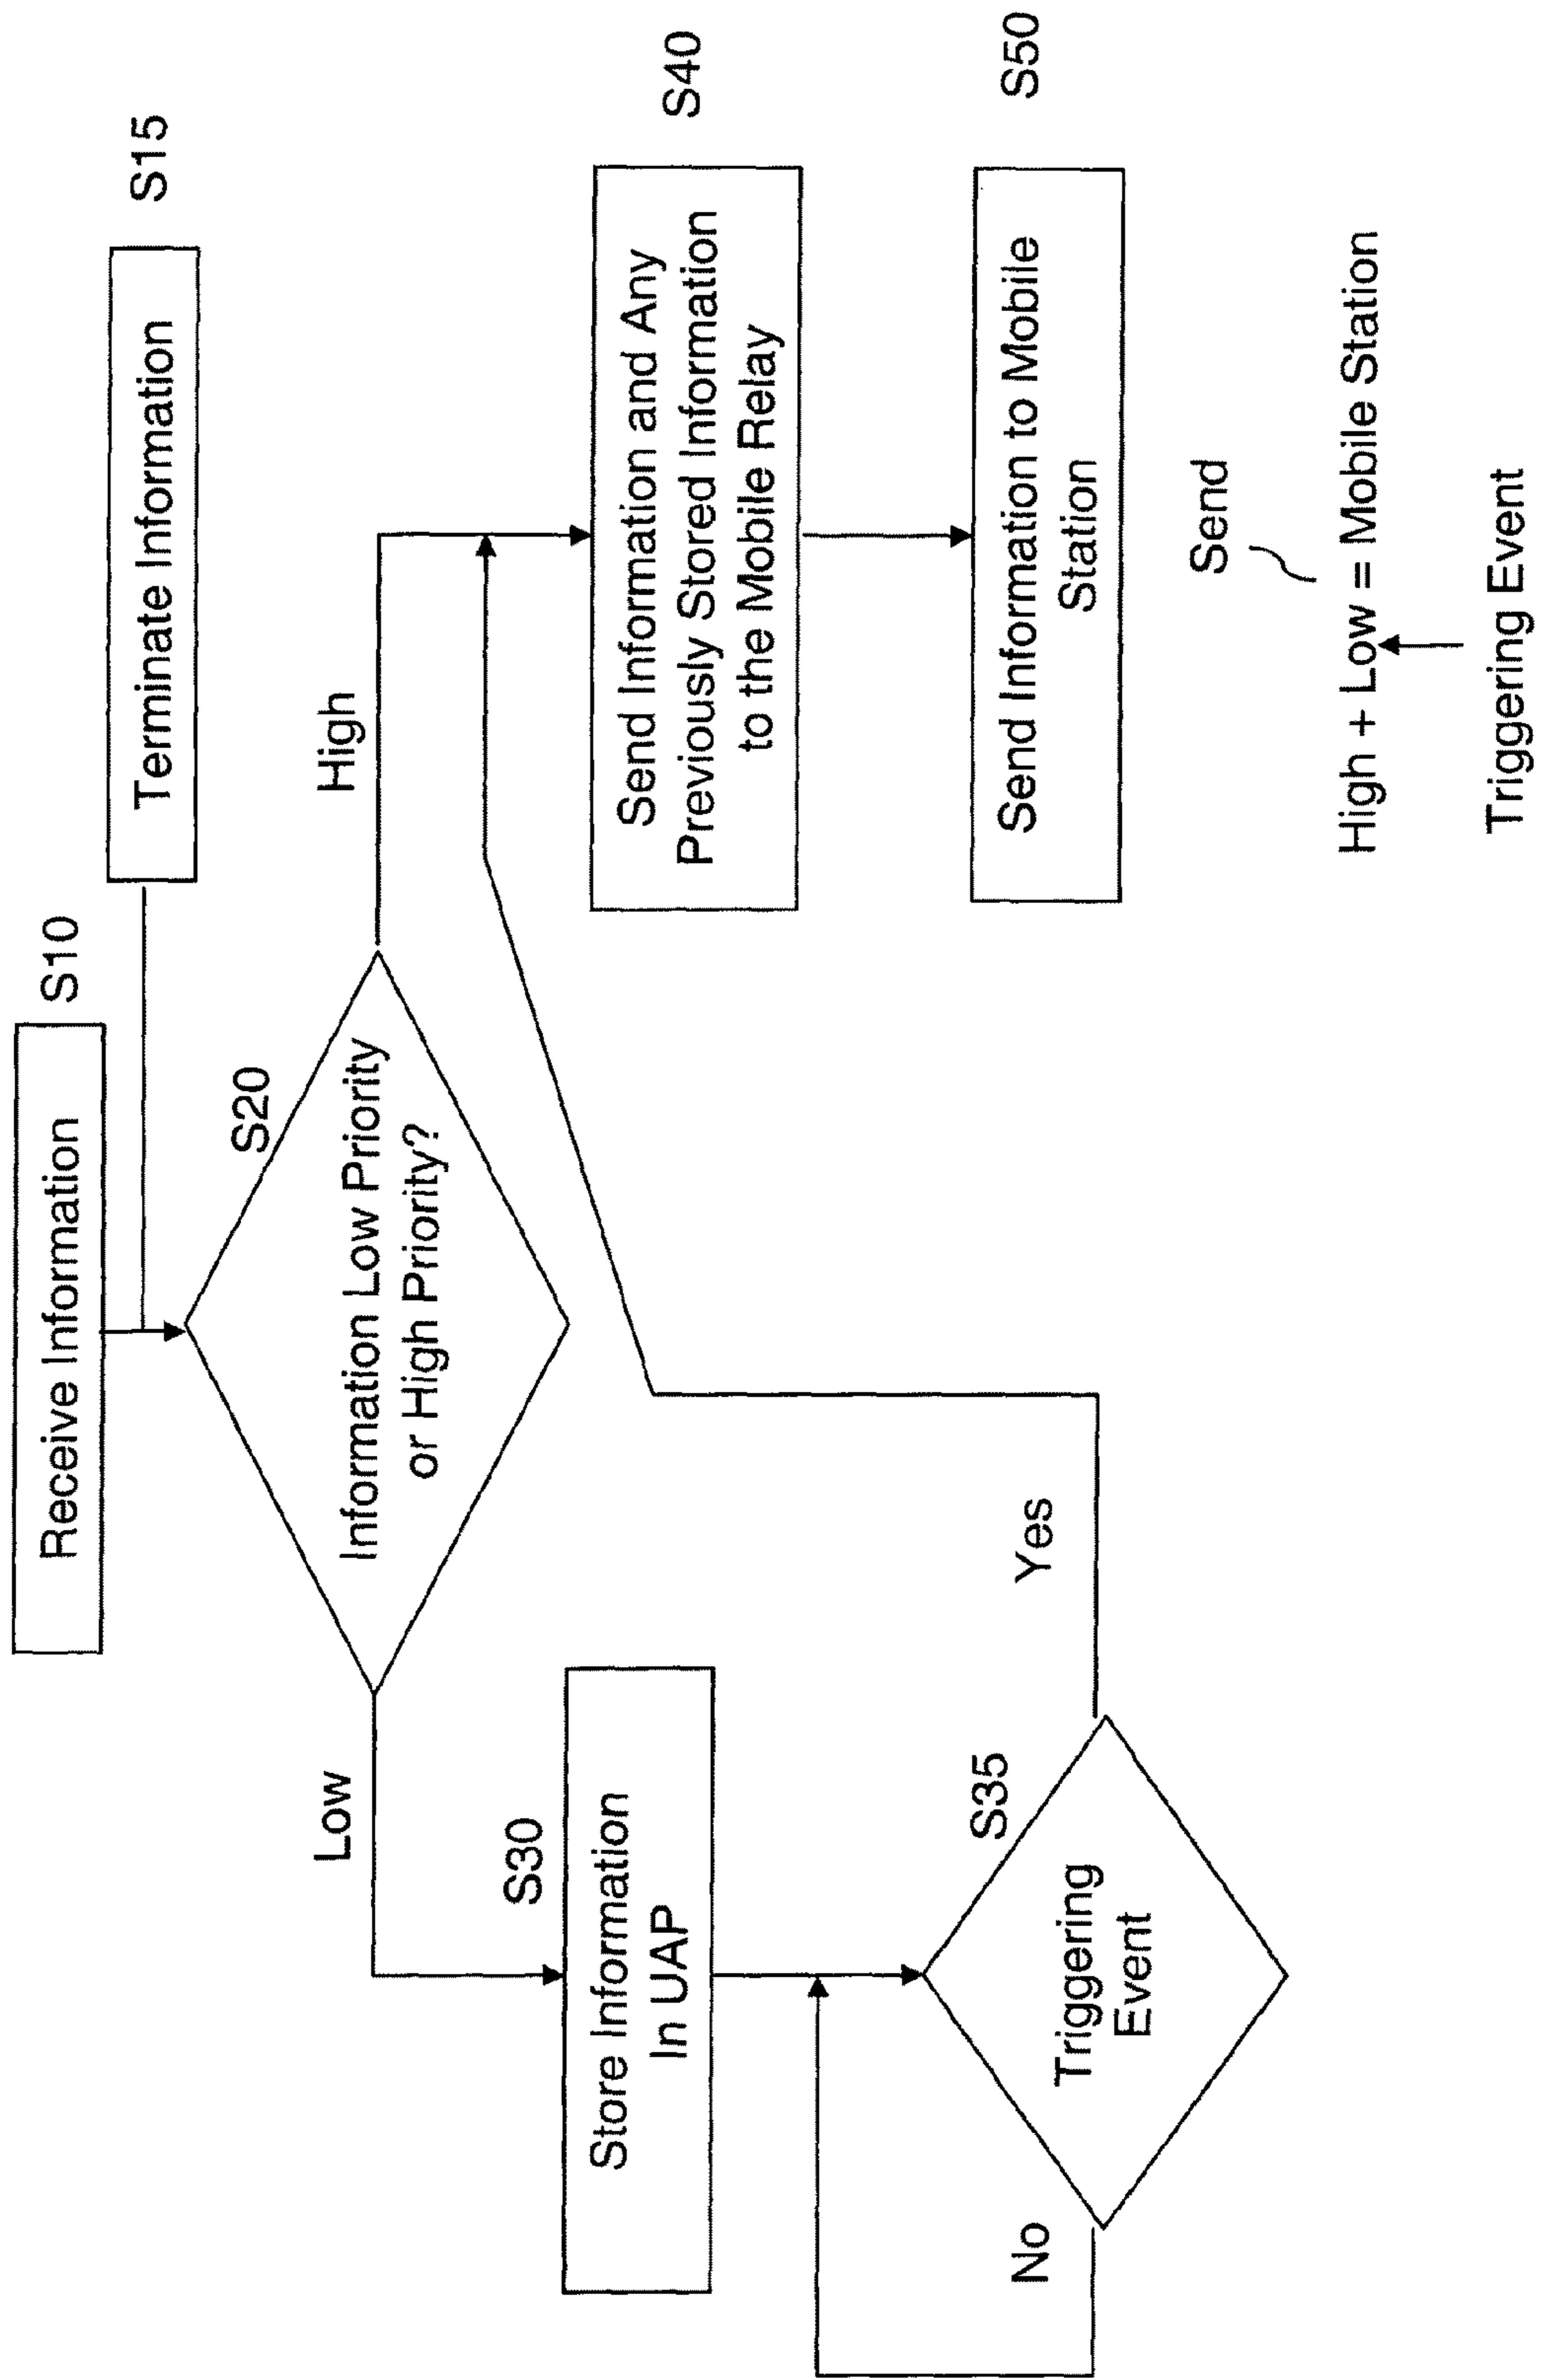 Receive Information
S10
Terminate Information
S15
S20
Information Low Priority
or High Priority?
Low
High
S30
Store Information
In UAP
Send Information and Any
Previously Stored Information
to the Mobile Relay
S40
S35
Triggering
Event
No
Yes
Send Information to Mobile
Station
S50
Send
High + Low = Mobile Station
Triggering Event